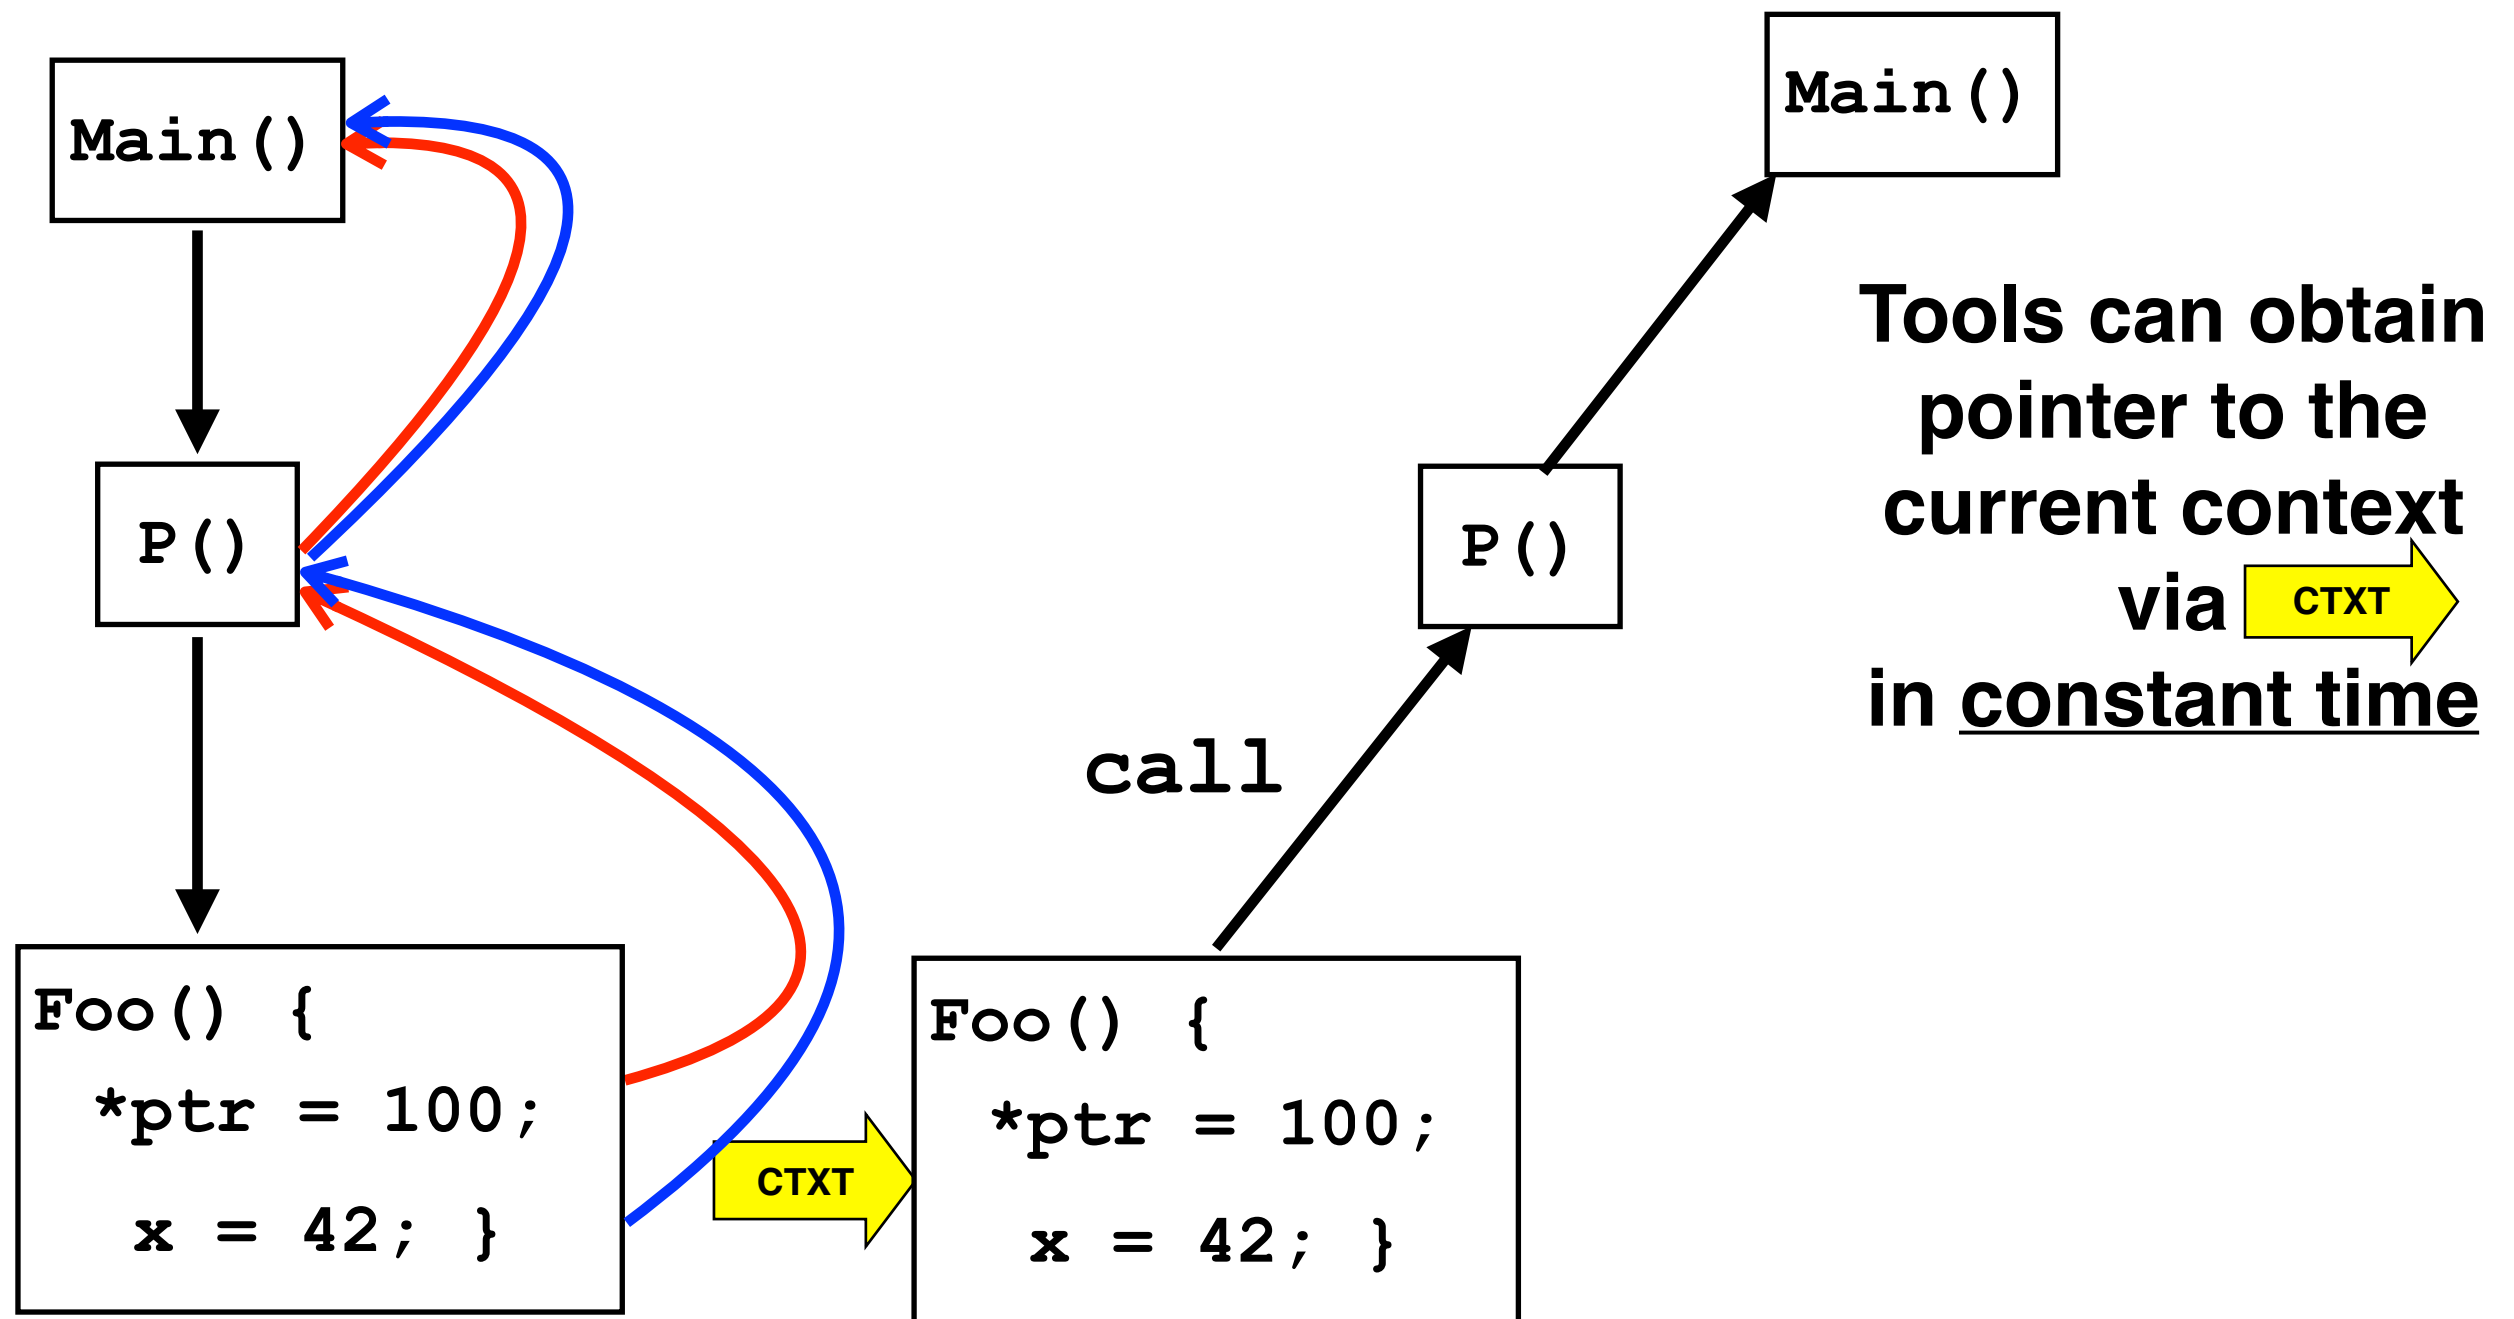 Main()
P()
Foo() {
*ptr = 100;
x = 42; }
CTXT
Foo() {
*ptr = 100;
x = 42; }
call
P()
Main()
Tools can obtain
pointer to the
current context
via CTXT
in constant time